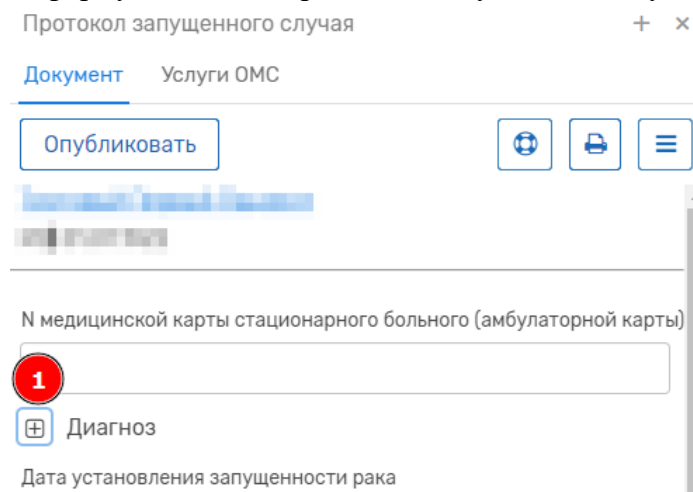 Протокол запущенного случая + ×
Документ Услуги ОМС
Опубликовать
N медицинской карты стационарного больного (амбулаторной карты)
1
Диагноз
Дата установления запущенности рака